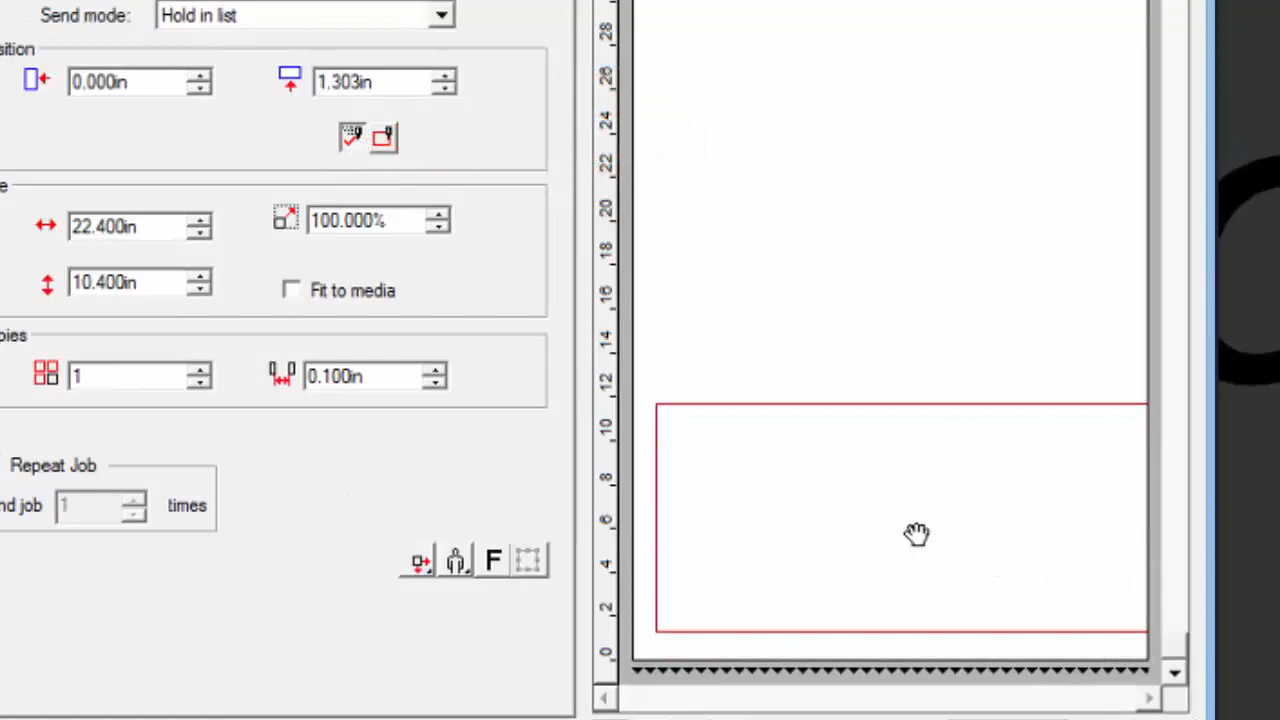 Send mode: Hold in list
sition
0.000in 1.303in
e
22.400in 100.000%
10.400in Fit to media
pies
1 0.100in
Repeat Job
nd job 1 times
F
28
26
24
22
20
18
16
14
12
10
8
6
4
2
0